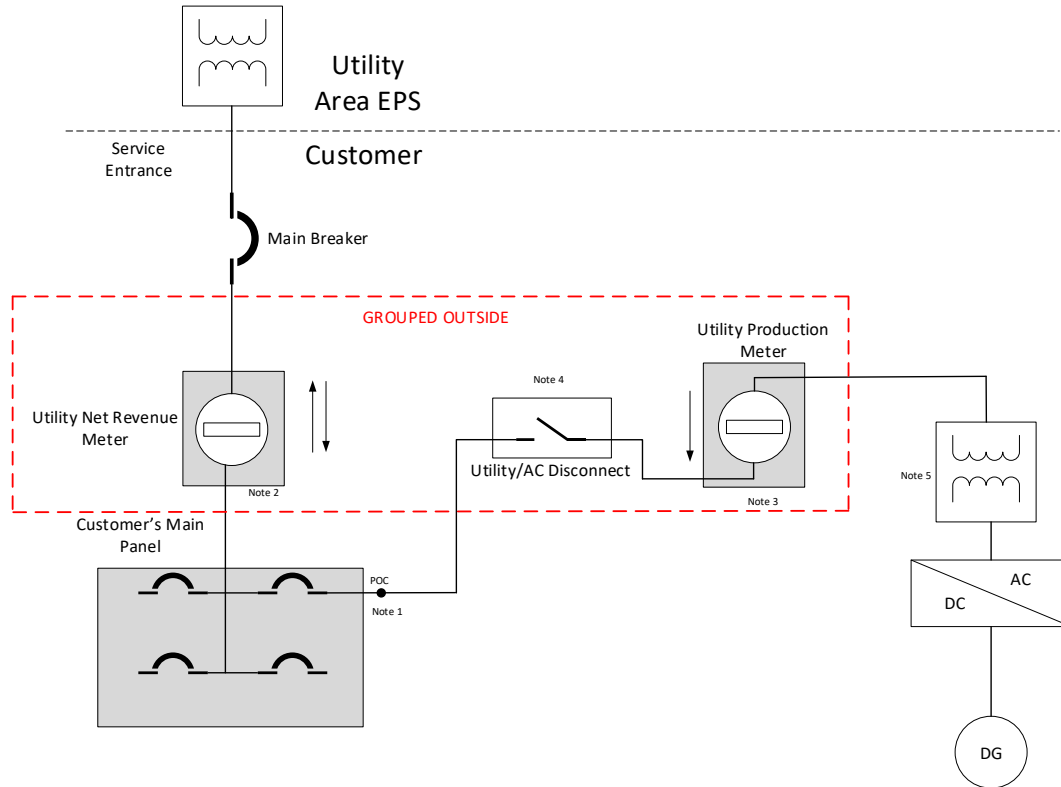 Utility
Area EPS
Service
Entrance
Customer
Main Breaker
GROUPED OUTSIDE
Utility Production
Meter
Note 4
Utility Net Revenue
Meter
Utility/AC Disconnect
Note 5
Note 2
Note 3
Customer's Main
Panel
POC
Note 1
AC
DC
DG